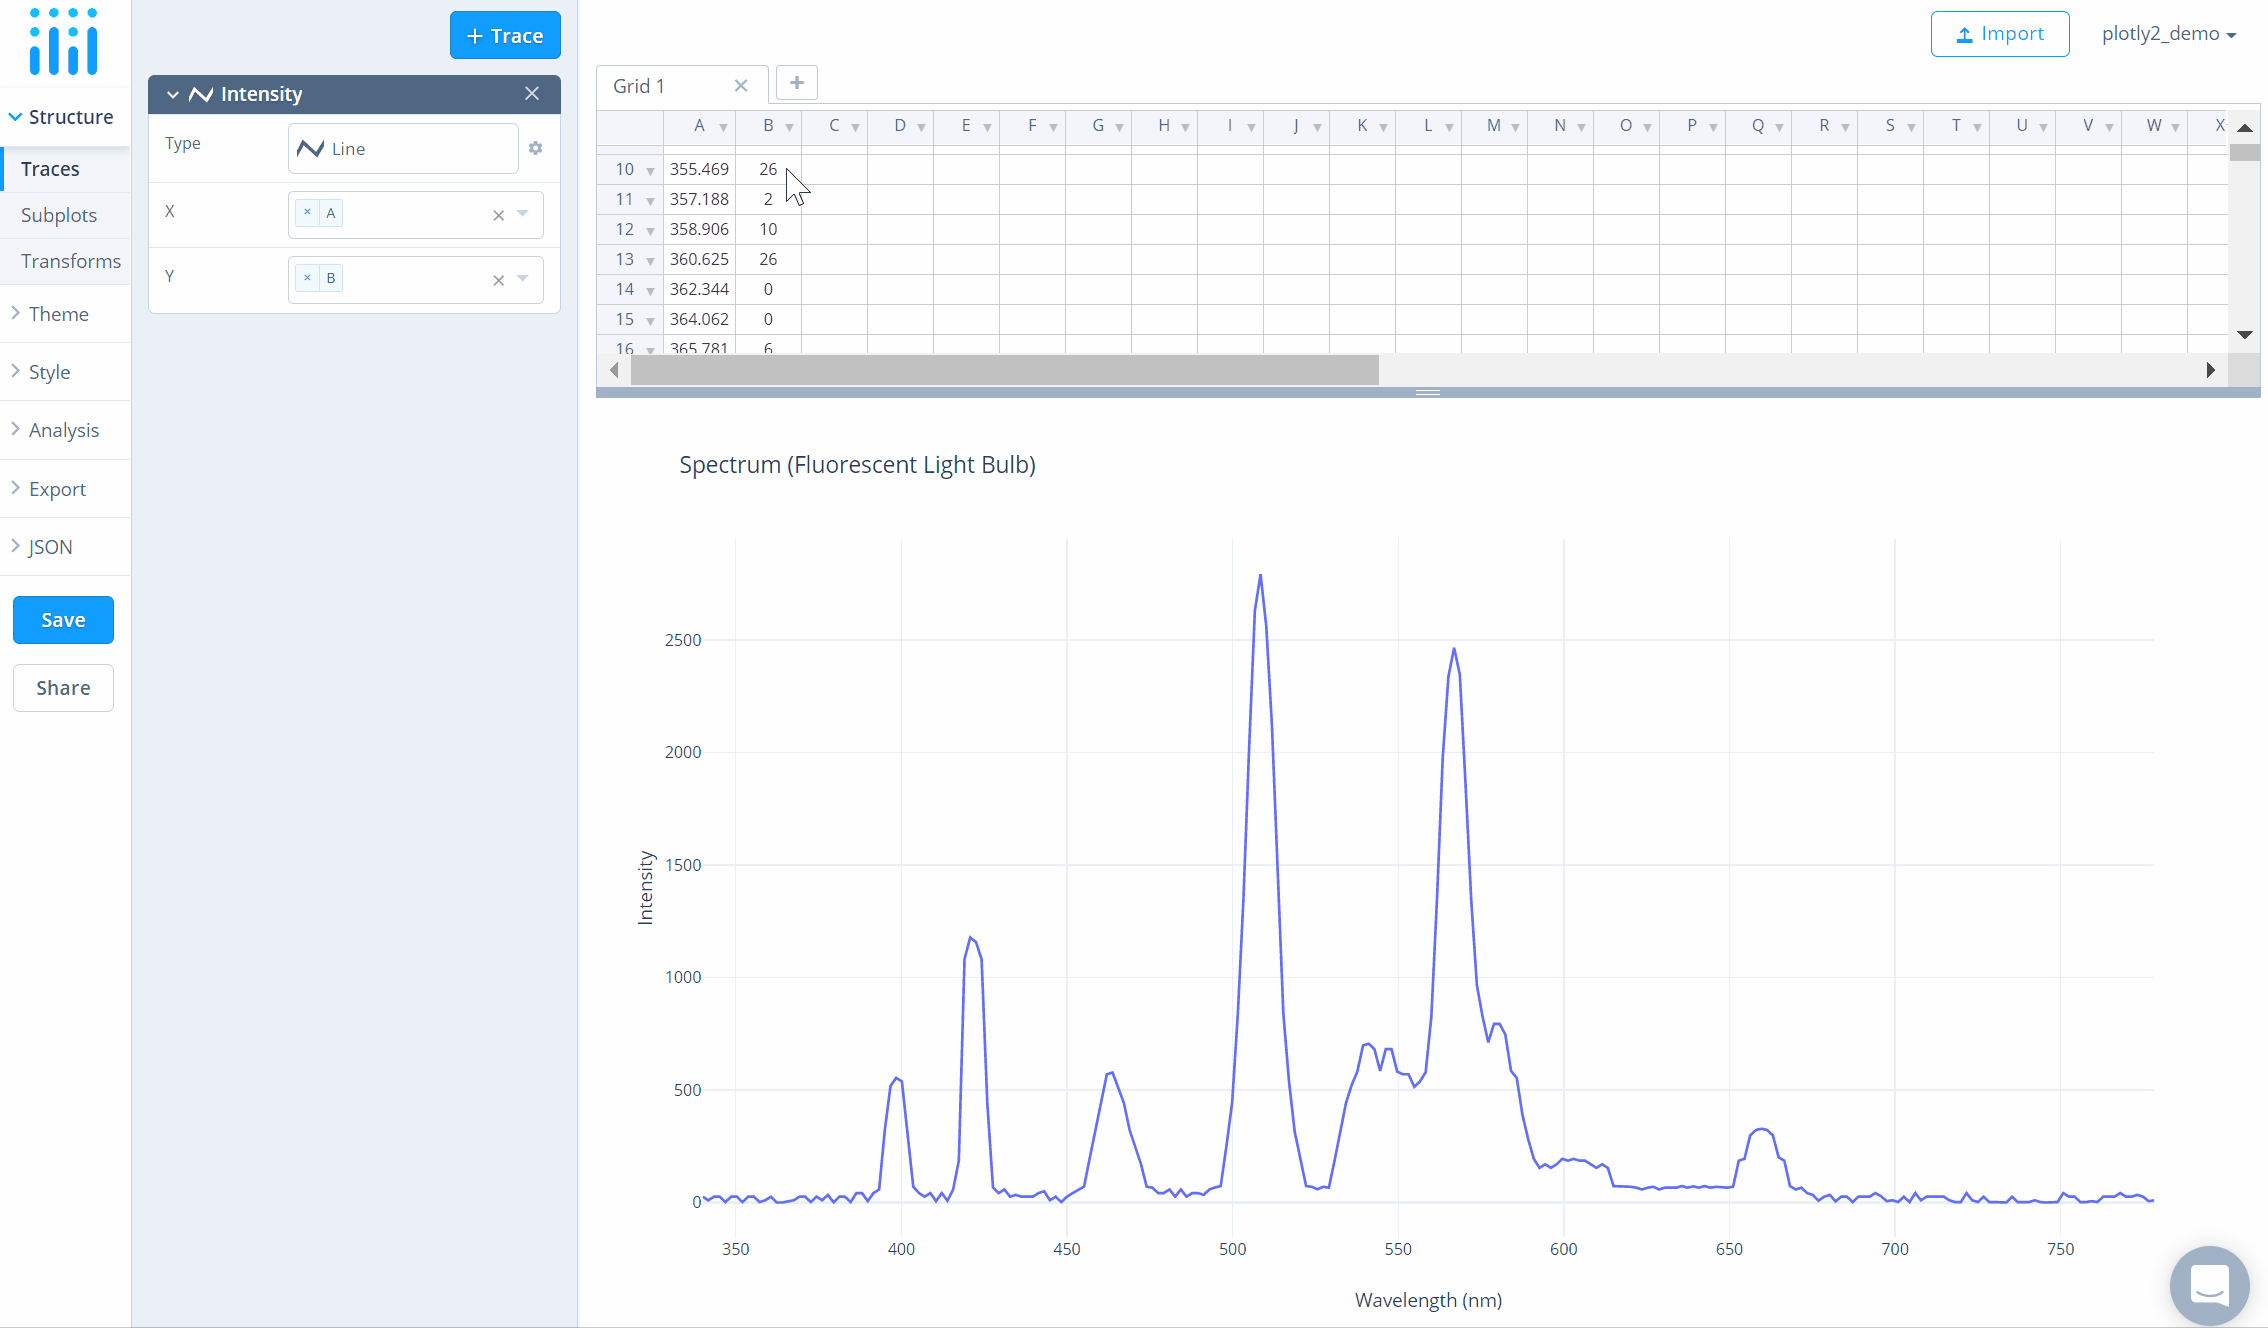 + Trace
Import
plotly2_demo
Structure
Traces
Subplots
Transforms
Theme
Style
Analysis
Export
JSON
Save
Share
Intensity
Type
Line
X
× A
Y
× B
Grid 1
+
A B C D E F G H I J K L M N O P Q R S T U V W X
10 355.469 26
11 357.188 2
12 358.906 10
13 360.625 26
14 362.344 0
15 364.062 0
16 365.781 6
Spectrum (Fluorescent Light Bulb)
2500
2000
1500
1000
500
0
Intensity
350 400 450 500 550 600 650 700 750
Wavelength (nm)